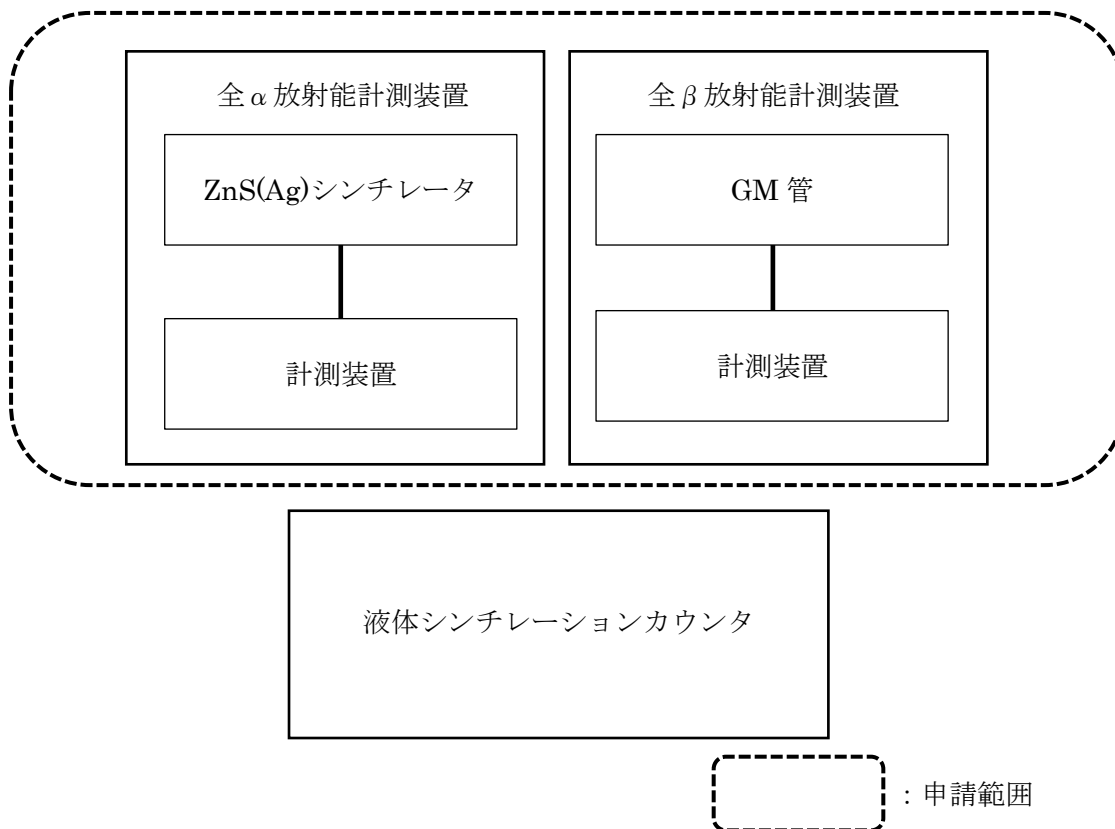 全α放射能計測装置
ZnS(Ag)シンチレータ
計測装置
全β放射能計測装置
GM 管
計測装置
液体シンチレーションカウンタ
：申請範囲